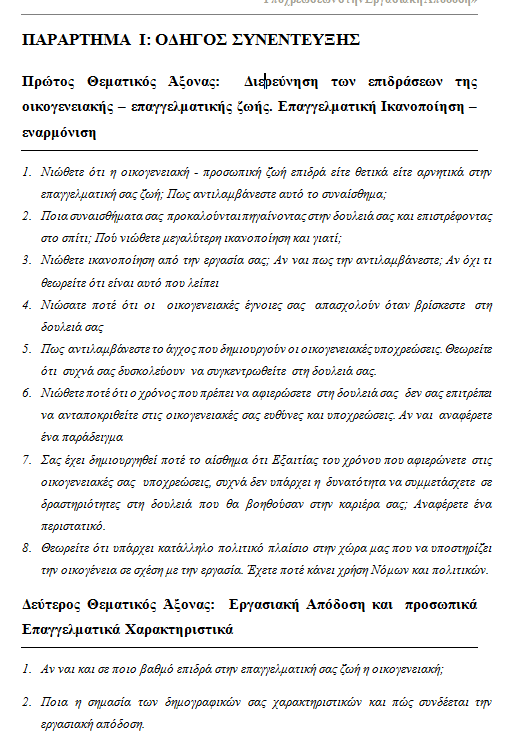 Υποχρεώσεων στην Εργασιακή Απόδοση»
ΠΑΡΑΡΤΗΜΑ Ι: ΟΔΗΓΟΣ ΣΥΝΕΝΤΕΥΞΗΣ
Πρώτος Θεματικός Άξονας: Διερεύνηση των επιδράσεων της
οικογενειακής – επαγγελματικής ζωής. Επαγγελματική Ικανοποίηση –
εναρμόνιση
1. Νιώθετε ότι η οικογενειακή - προσωπική ζωή επιδρά είτε θετικά είτε αρνητικά στην
επαγγελματική σας ζωή; Πως αντιλαμβάνεστε αυτό το συναίσθημα;
2. Ποια συναισθήματα σας προκαλούνται πηγαίνοντας στην δουλειά σας και επιστρέφοντας
στο σπίτι; Πού νιώθετε μεγαλύτερη ικανοποίηση και γιατί;
3. Νιώθετε ικανοποίηση από την εργασία σας; Αν ναι πως την αντιλαμβάνεστε; Αν όχι τι
θεωρείτε ότι είναι αυτό που λείπει
4. Νιώσατε ποτέ ότι οι οικογενειακές έγνοιες σας απασχολούν όταν βρίσκεστε στη
δουλειά σας
5. Πως αντιλαμβάνεστε το άγχος που δημιουργούν οι οικογενειακές υποχρεώσεις. Θεωρείτε
ότι συχνά σας δυσκολεύουν να συγκεντρωθείτε στη δουλειά σας.
6. Νιώθετε ποτέ ότι ο χρόνος που πρέπει να αφιερώσετε στη δουλειά σας δεν σας επιτρέπει
να ανταποκριθείτε στις οικογενειακές σας ευθύνες και υποχρεώσεις. Αν ναι αναφέρετε
ένα παράδειγμα
7. Σας έχει δημιουργηθεί ποτέ το αίσθημα ότι Εξαιτίας του χρόνου που αφιερώνετε στις
οικογενειακές σας υποχρεώσεις, συχνά δεν υπάρχει η δυνατότητα να συμμετάσχετε σε
δραστηριότητες στη δουλειά που θα βοηθούσαν στην καριέρα σας; Αναφέρετε ένα
περιστατικό.
8. Θεωρείτε ότι υπάρχει κατάλληλο πολιτικό πλαίσιο στην χώρα μας που να υποστηρίζει
την οικογένεια σε σχέση με την εργασία. Έχετε ποτέ κάνει χρήση Νόμων και πολιτικών.
Δεύτερος Θεματικός Άξονας: Εργασιακή Απόδοση και προσωπικά
Επαγγελματικά Χαρακτηριστικά
1. Αν ναι και σε ποιο βαθμό επιδρά στην επαγγελματική σας ζωή η οικογενειακή;
2. Ποια η σημασία των δημογραφικών σας χαρακτηριστικών και πώς συνδέεται την
εργασιακή απόδοση.